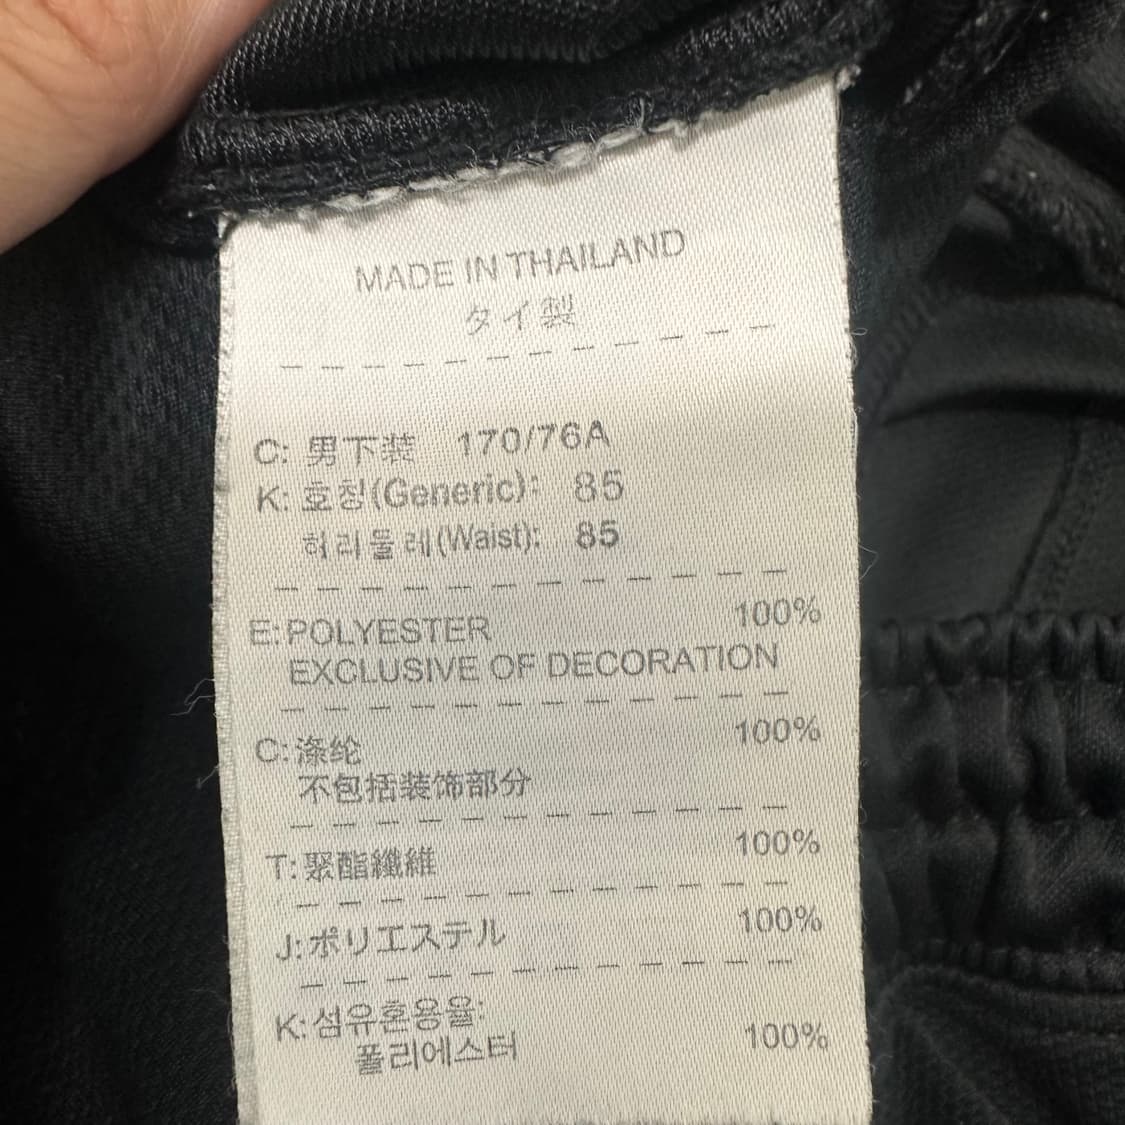 MADE IN THAILAND
タイ製
C: 男下装 170/76A
K: 호칭(Generic): 85
허리둘레(Waist): 85
E:POLYESTER 100%
EXCLUSIVE OF DECORATION
C:涤纶 100%
不包括装饰部分
T:聚酯纖維 100%
J:ポリエステル 100%
K:섬유혼용율:
폴리에스터 100%